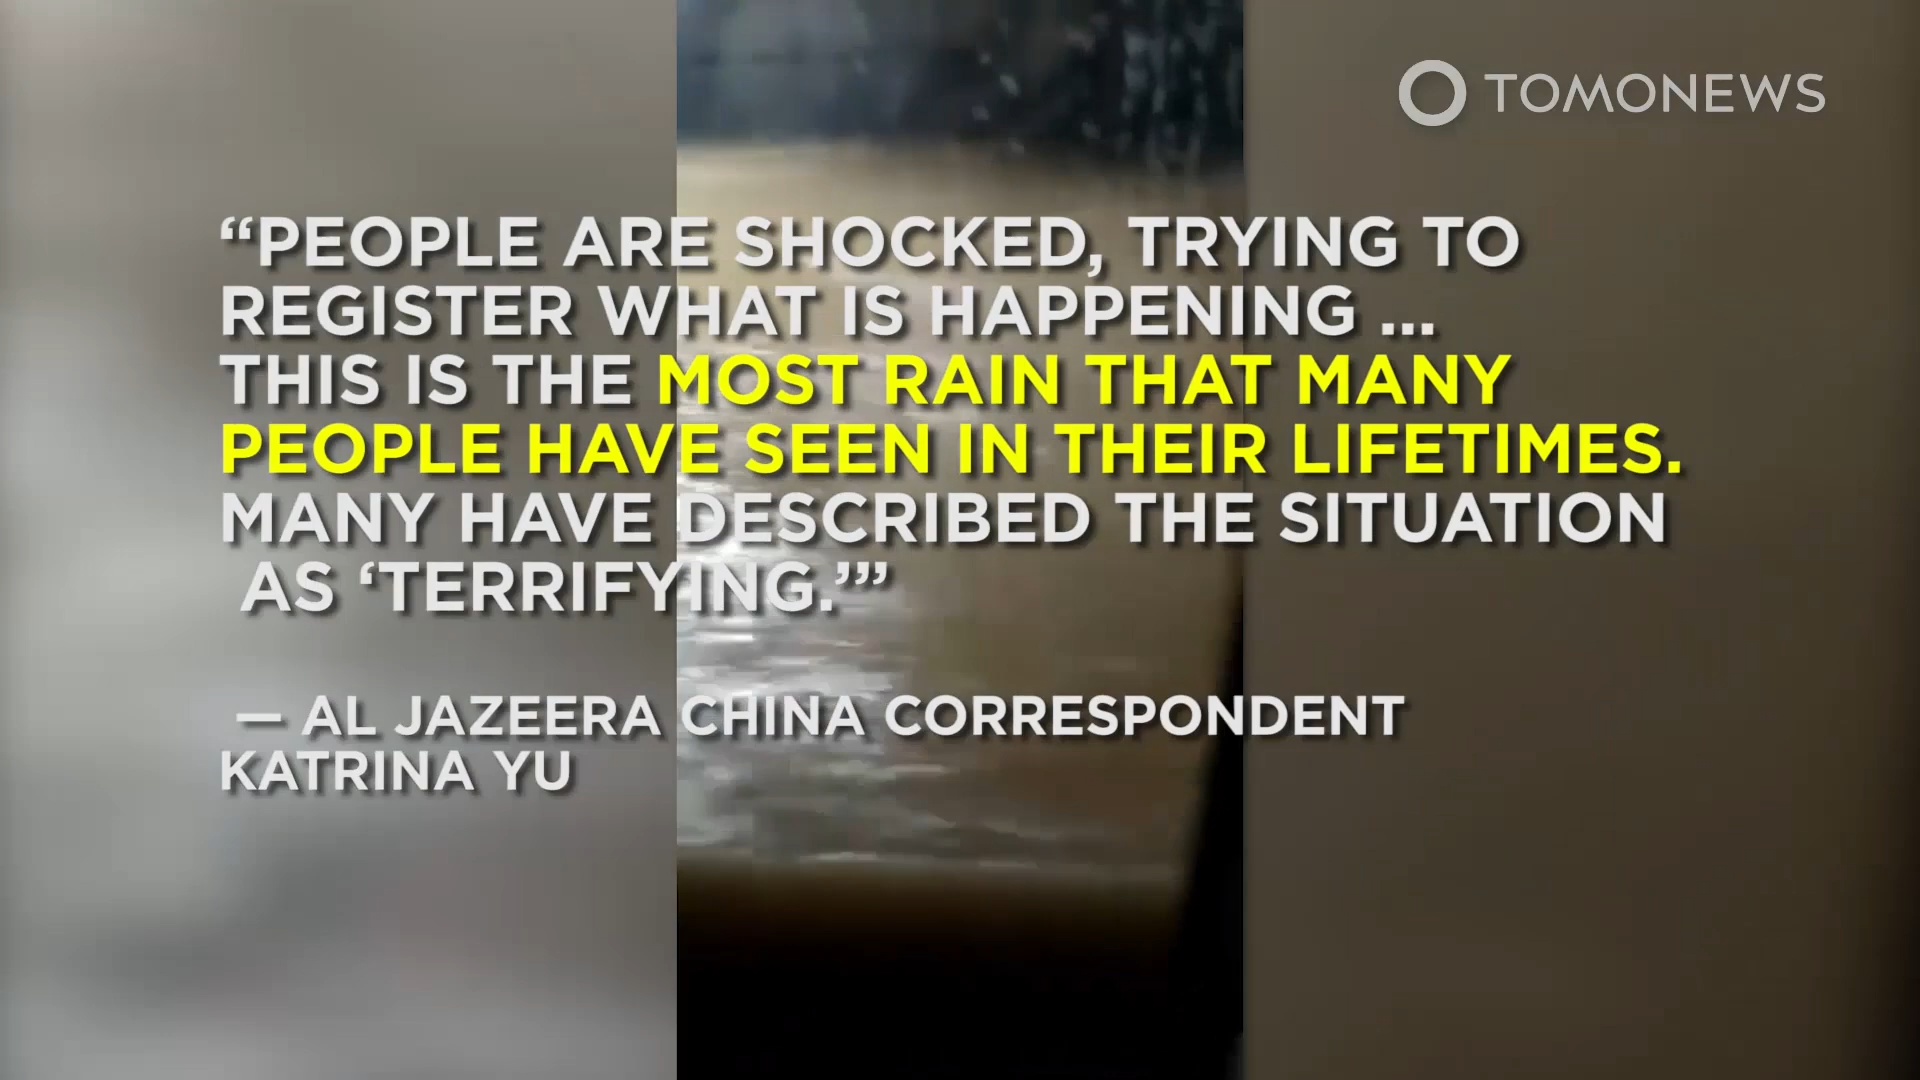 TOMONEWS
“PEOPLE ARE SHOCKED, TRYING TO
REGISTER WHAT IS HAPPENING ...
THIS IS THE MOST RAIN THAT MANY
PEOPLE HAVE SEEN IN THEIR LIFETIMES.
MANY HAVE DESCRIBED THE SITUATION
AS ‘TERRIFYING.’”
— AL JAZEERA CHINA CORRESPONDENT
KATRINA YU